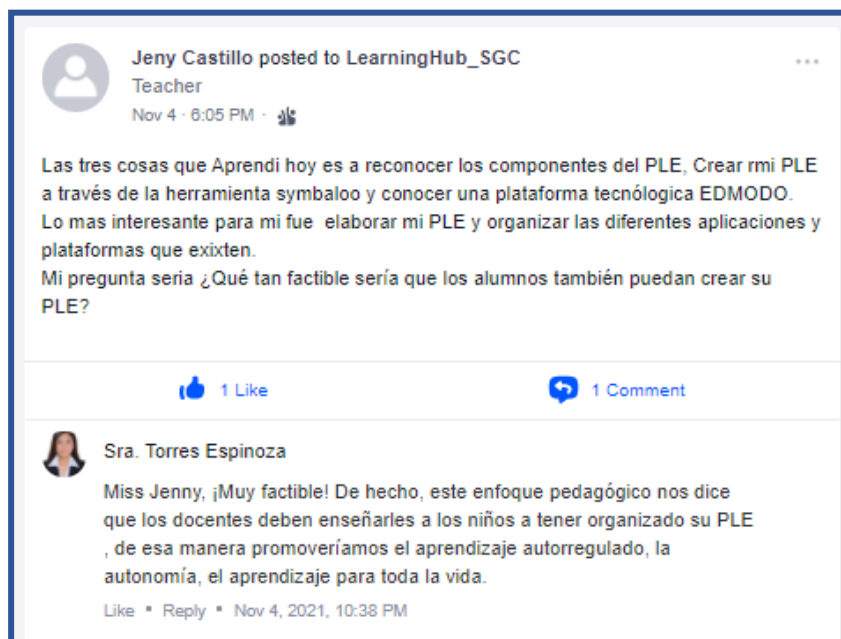 Jeny Castillo posted to LearningHub_SGC
Teacher
Nov 4 · 6:05 PM ·
Las tres cosas que Aprendi hoy es a reconocer los componentes del PLE, Crear rmi PLE
a través de la herramienta symbaloo y conocer una plataforma tecnólogica EDMODO.
Lo mas interesante para mi fue elaborar mi PLE y organizar las diferentes aplicaciones y
plataformas que exixten.
Mi pregunta seria ¿Qué tan factible sería que los alumnos también puedan crear su
PLE?
1 Like
1 Comment
Sra. Torres Espinoza
Miss Jenny, ¡Muy factible! De hecho, este enfoque pedagógico nos dice
que los docentes deben enseñarles a los niños a tener organizado su PLE
, de esa manera promoveríamos el aprendizaje autorregulado, la
autonomía, el aprendizaje para toda la vida.
Like ▪ Reply ▪ Nov 4, 2021, 10:38 PM